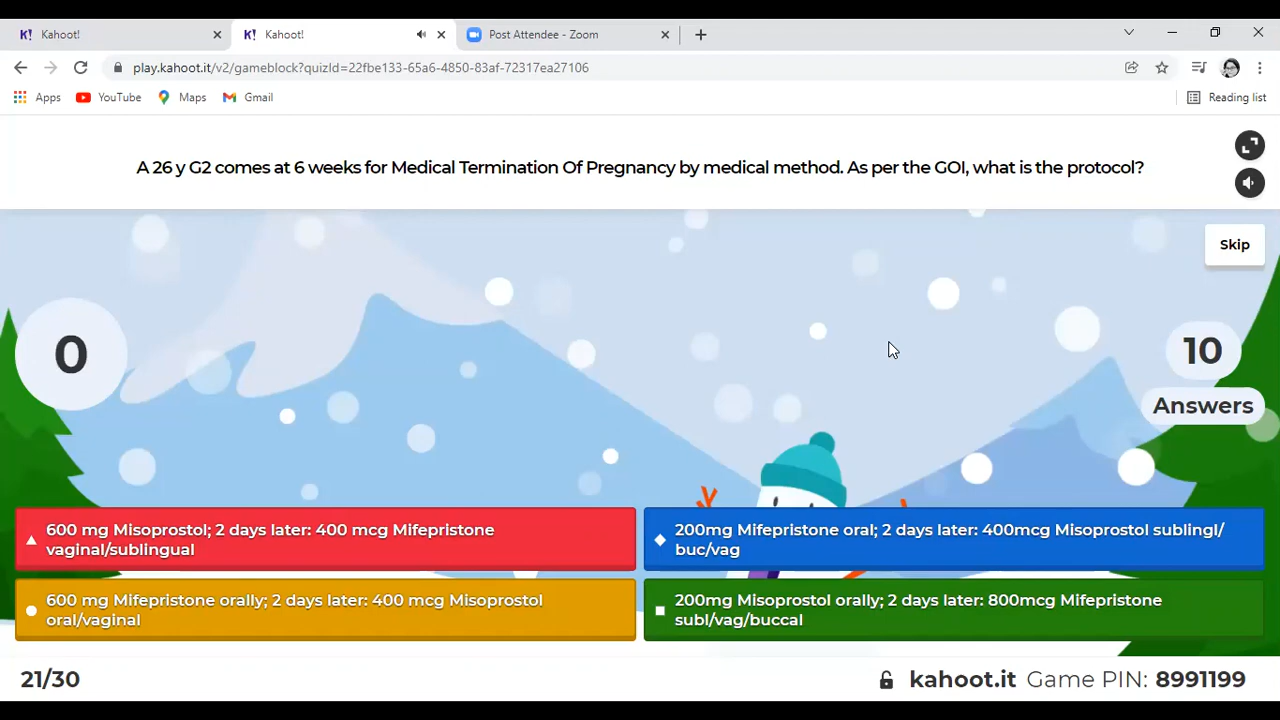 K! Kahoot!
K! Kahoot!
Post Attendee - Zoom
play.kahoot.it/v2/gameblock?quizId=22fbe133-65a6-4850-83af-72317ea27106
Apps YouTube Maps Gmail Reading list
A 26 y G2 comes at 6 weeks for Medical Termination Of Pregnancy by medical method. As per the GOI, what is the protocol?
Skip
0
10
Answers
600 mg Misoprostol; 2 days later: 400 mcg Mifepristone
vaginal/sublingual
200mg Mifepristone oral; 2 days later: 400mcg Misoprostol sublingl/
buc/vag
600 mg Mifepristone orally; 2 days later: 400 mcg Misoprostol
oral/vaginal
200mg Misoprostol orally; 2 days later: 800mcg Mifepristone
subl/vag/buccal
21/30
kahoot.it Game PIN: 8991199